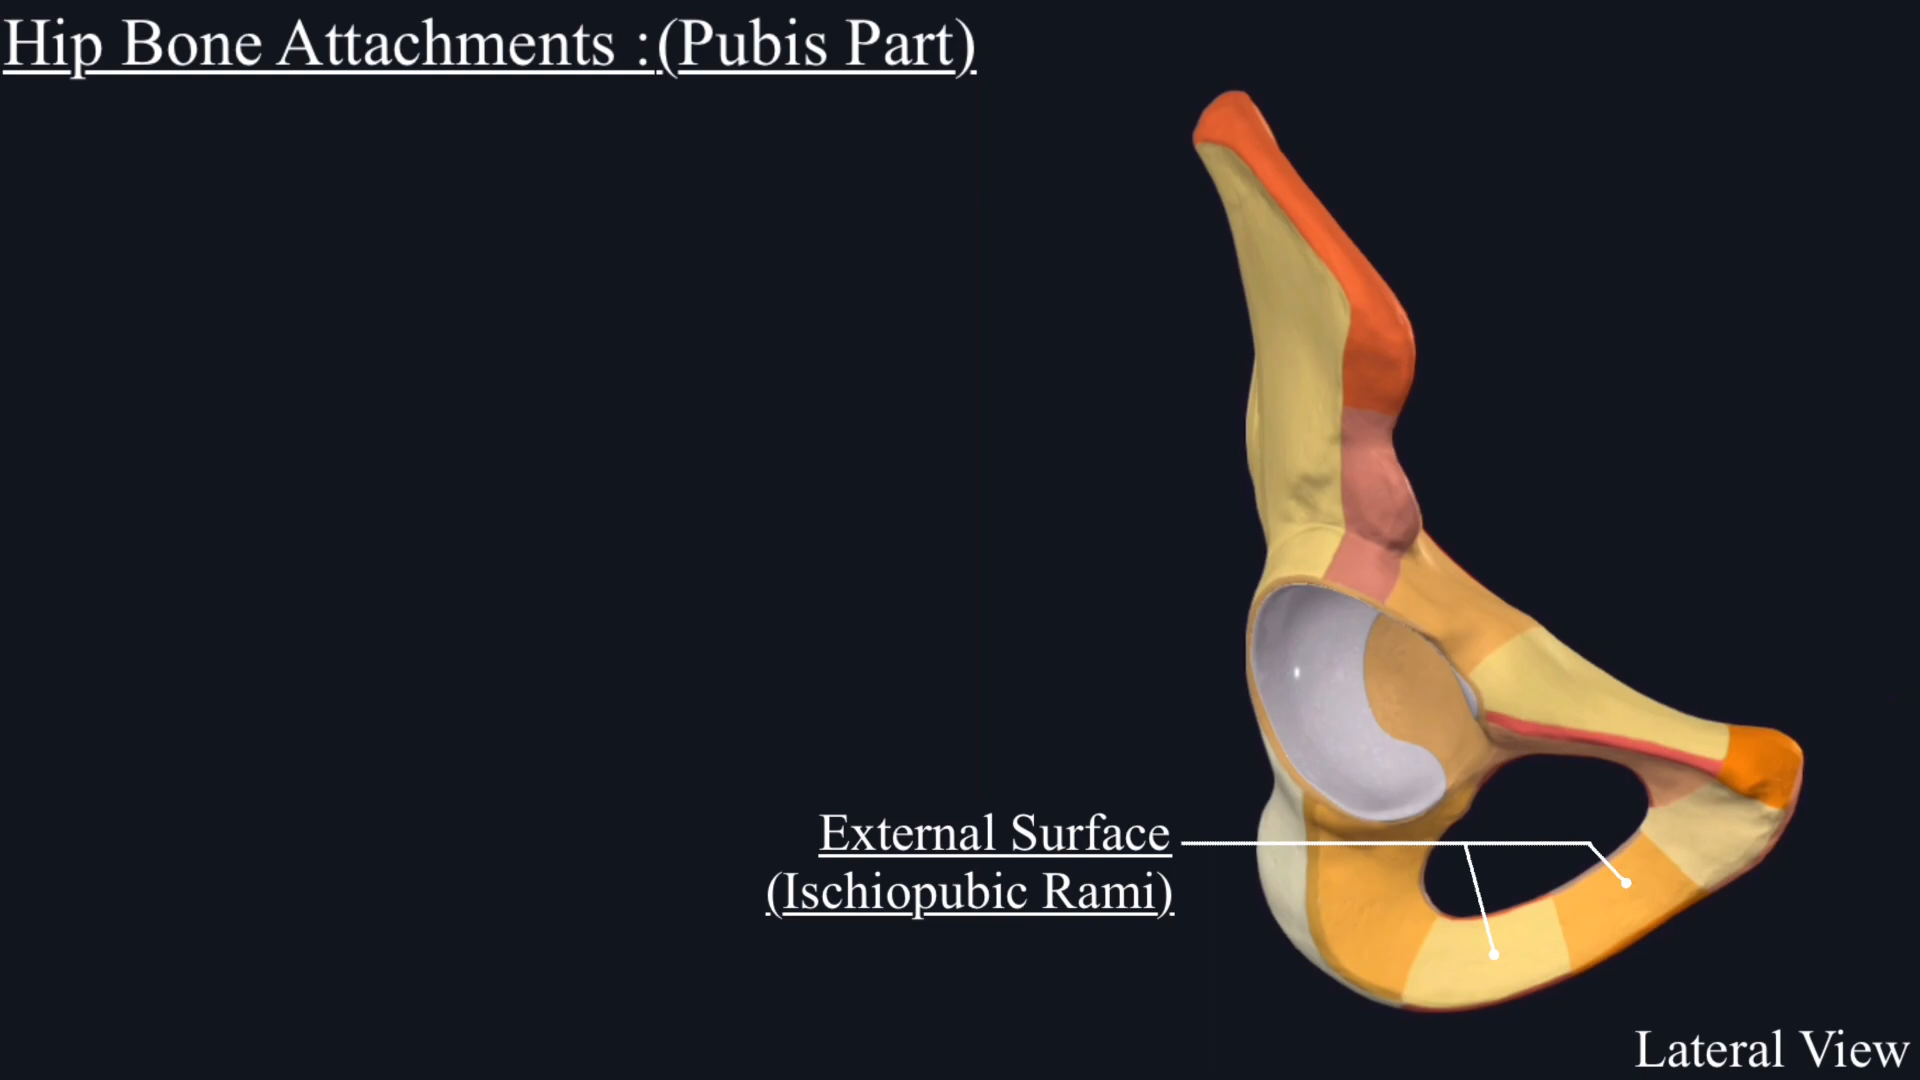 Hip Bone Attachments :(Pubis Part)
External Surface
(Ischiopubic Rami)
Lateral View